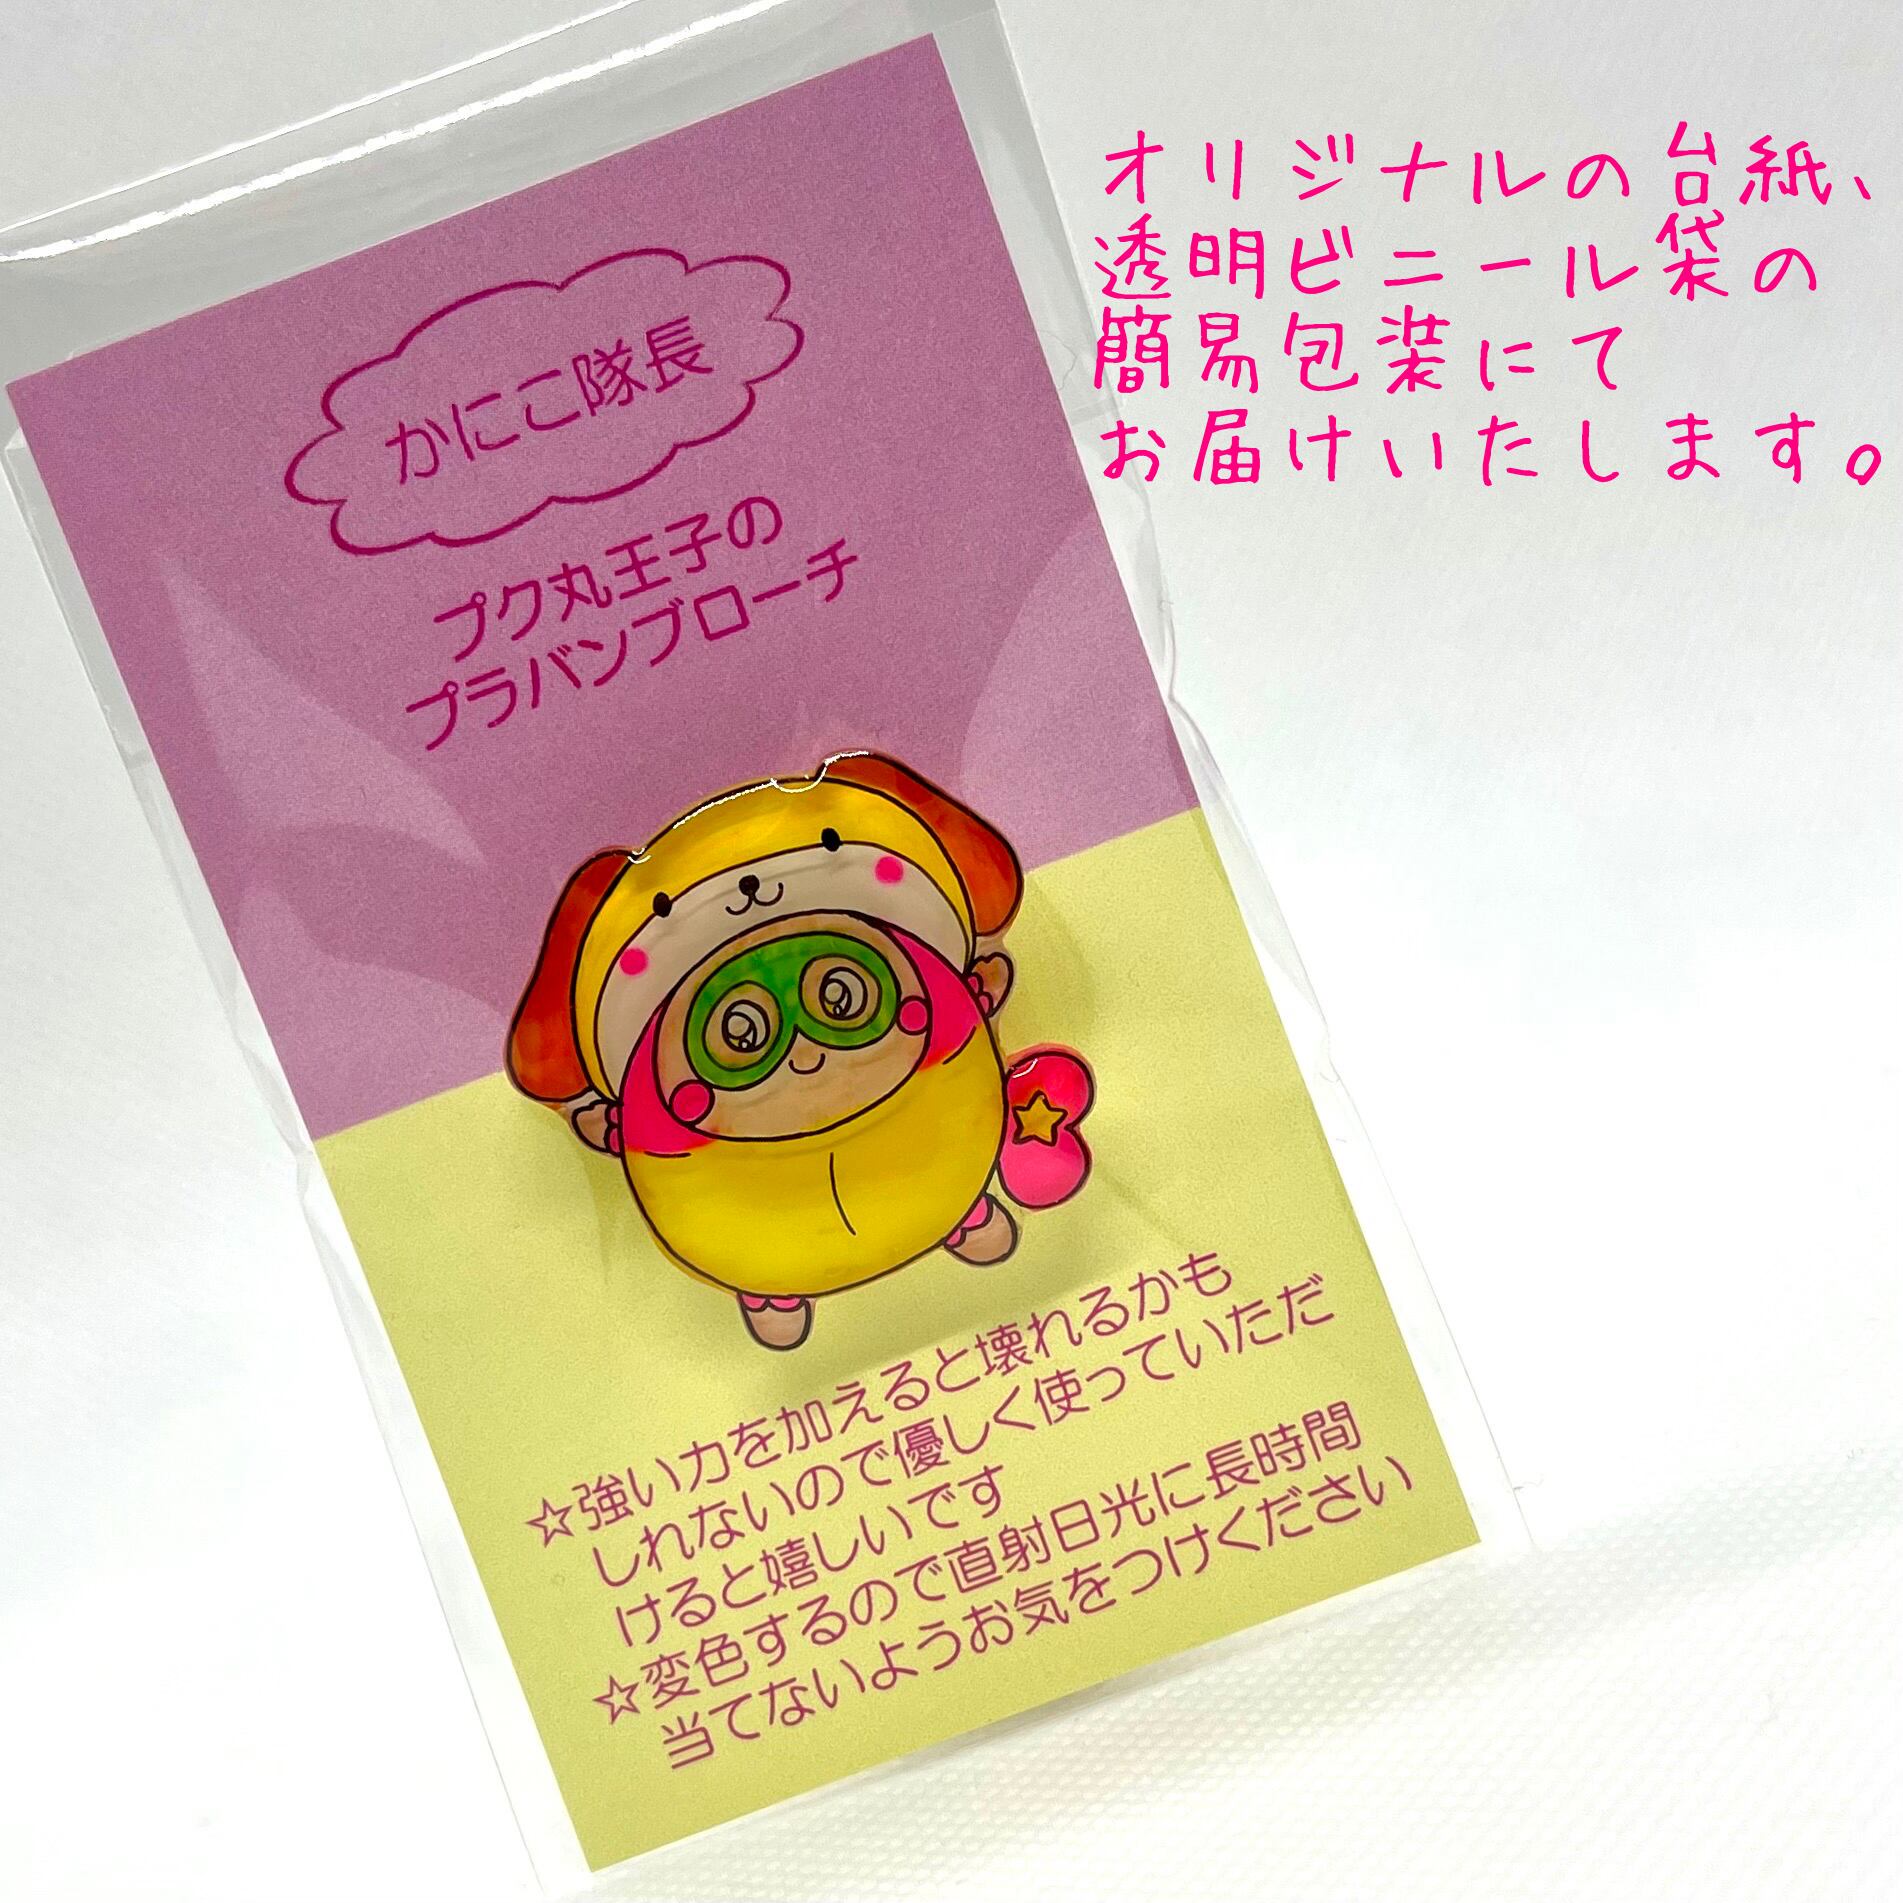 オリジナルの台紙、
透明ビニール袋の
簡易包装にて
お届けいたします。
かにこ隊長
プク丸王子の
プラバンブローチ
☆強い力を加えると壊れるかも
しれないので優しく使っていただ
けると嬉しいです
☆変色するので直射日光に長時間
当てないようお気をつけください